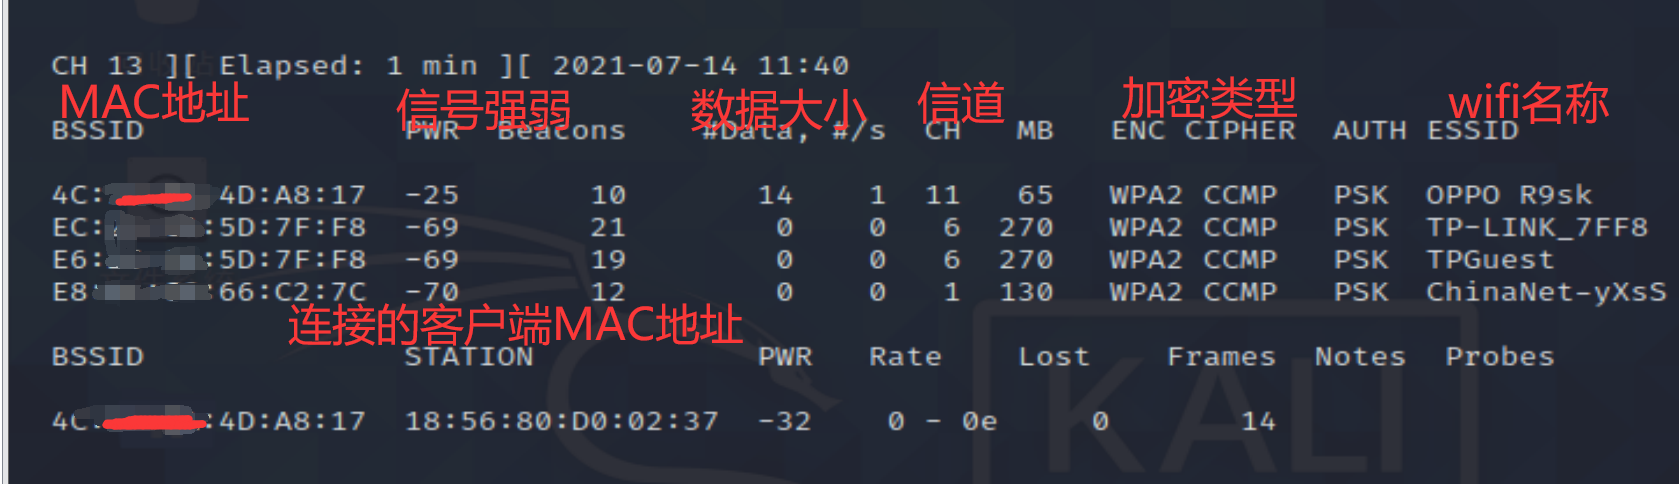 CH 13 ][ Elapsed: 1 min ][ 2021-07-14 11:40
MAC地址 信号强弱 数据大小 信道 加密类型 wifi名称
BSSID PWR Beacons #Data, #/s CH MB ENC CIPHER AUTH ESSID
4C: 4D:A8:17 -25 10 14 1 11 65 WPA2 CCMP PSK OPPO R9sk
EC: :5D:7F:F8 -69 21 0 0 6 270 WPA2 CCMP PSK TP-LINK_7FF8
E6: :5D:7F:F8 -69 19 0 0 6 270 WPA2 CCMP PSK TPGuest
E8 66:C2:7C -70 12 0 0 1 130 WPA2 CCMP PSK ChinaNet-yXsS
连接的客户端MAC地址
BSSID STATION PWR Rate Lost Frames Notes Probes
4C :4D:A8:17 18:56:80:D0:02:37 -32 0 - 0e 0 14
KALI